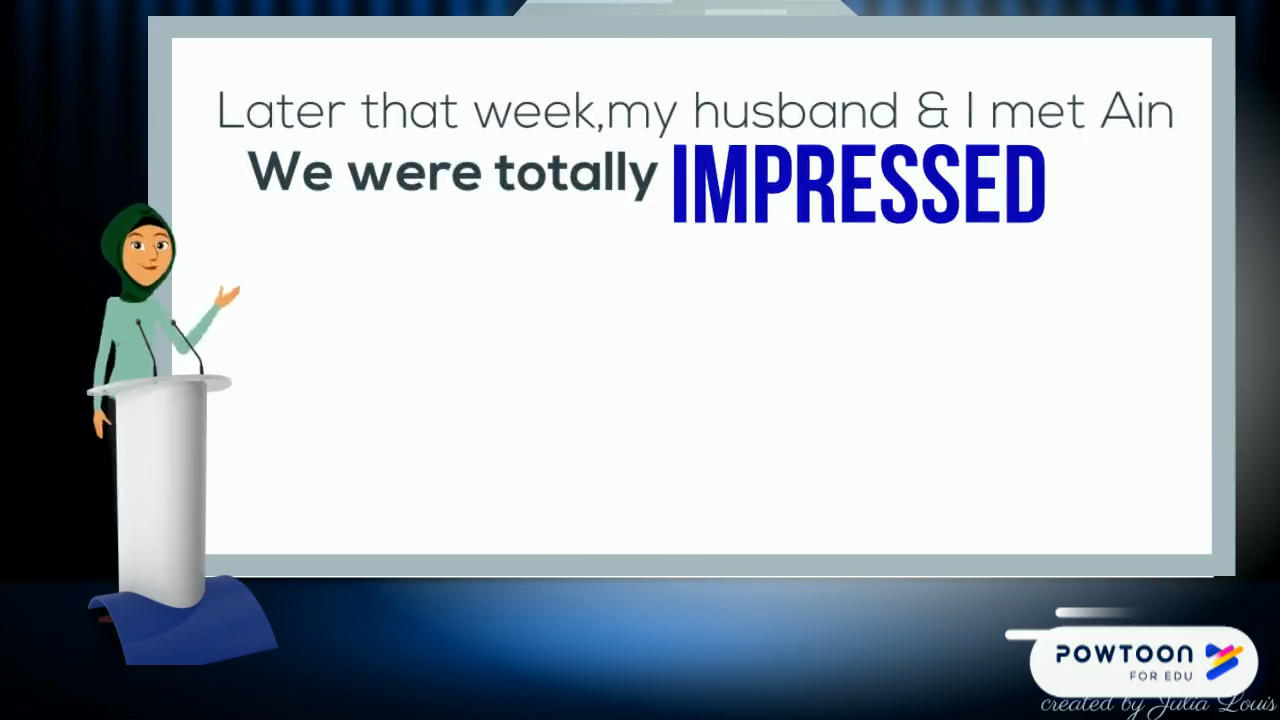 Later that week,my husband & I met Ain
We were totally IMPRESSED
POWTOON
FOR EDU
created by Julia Louis